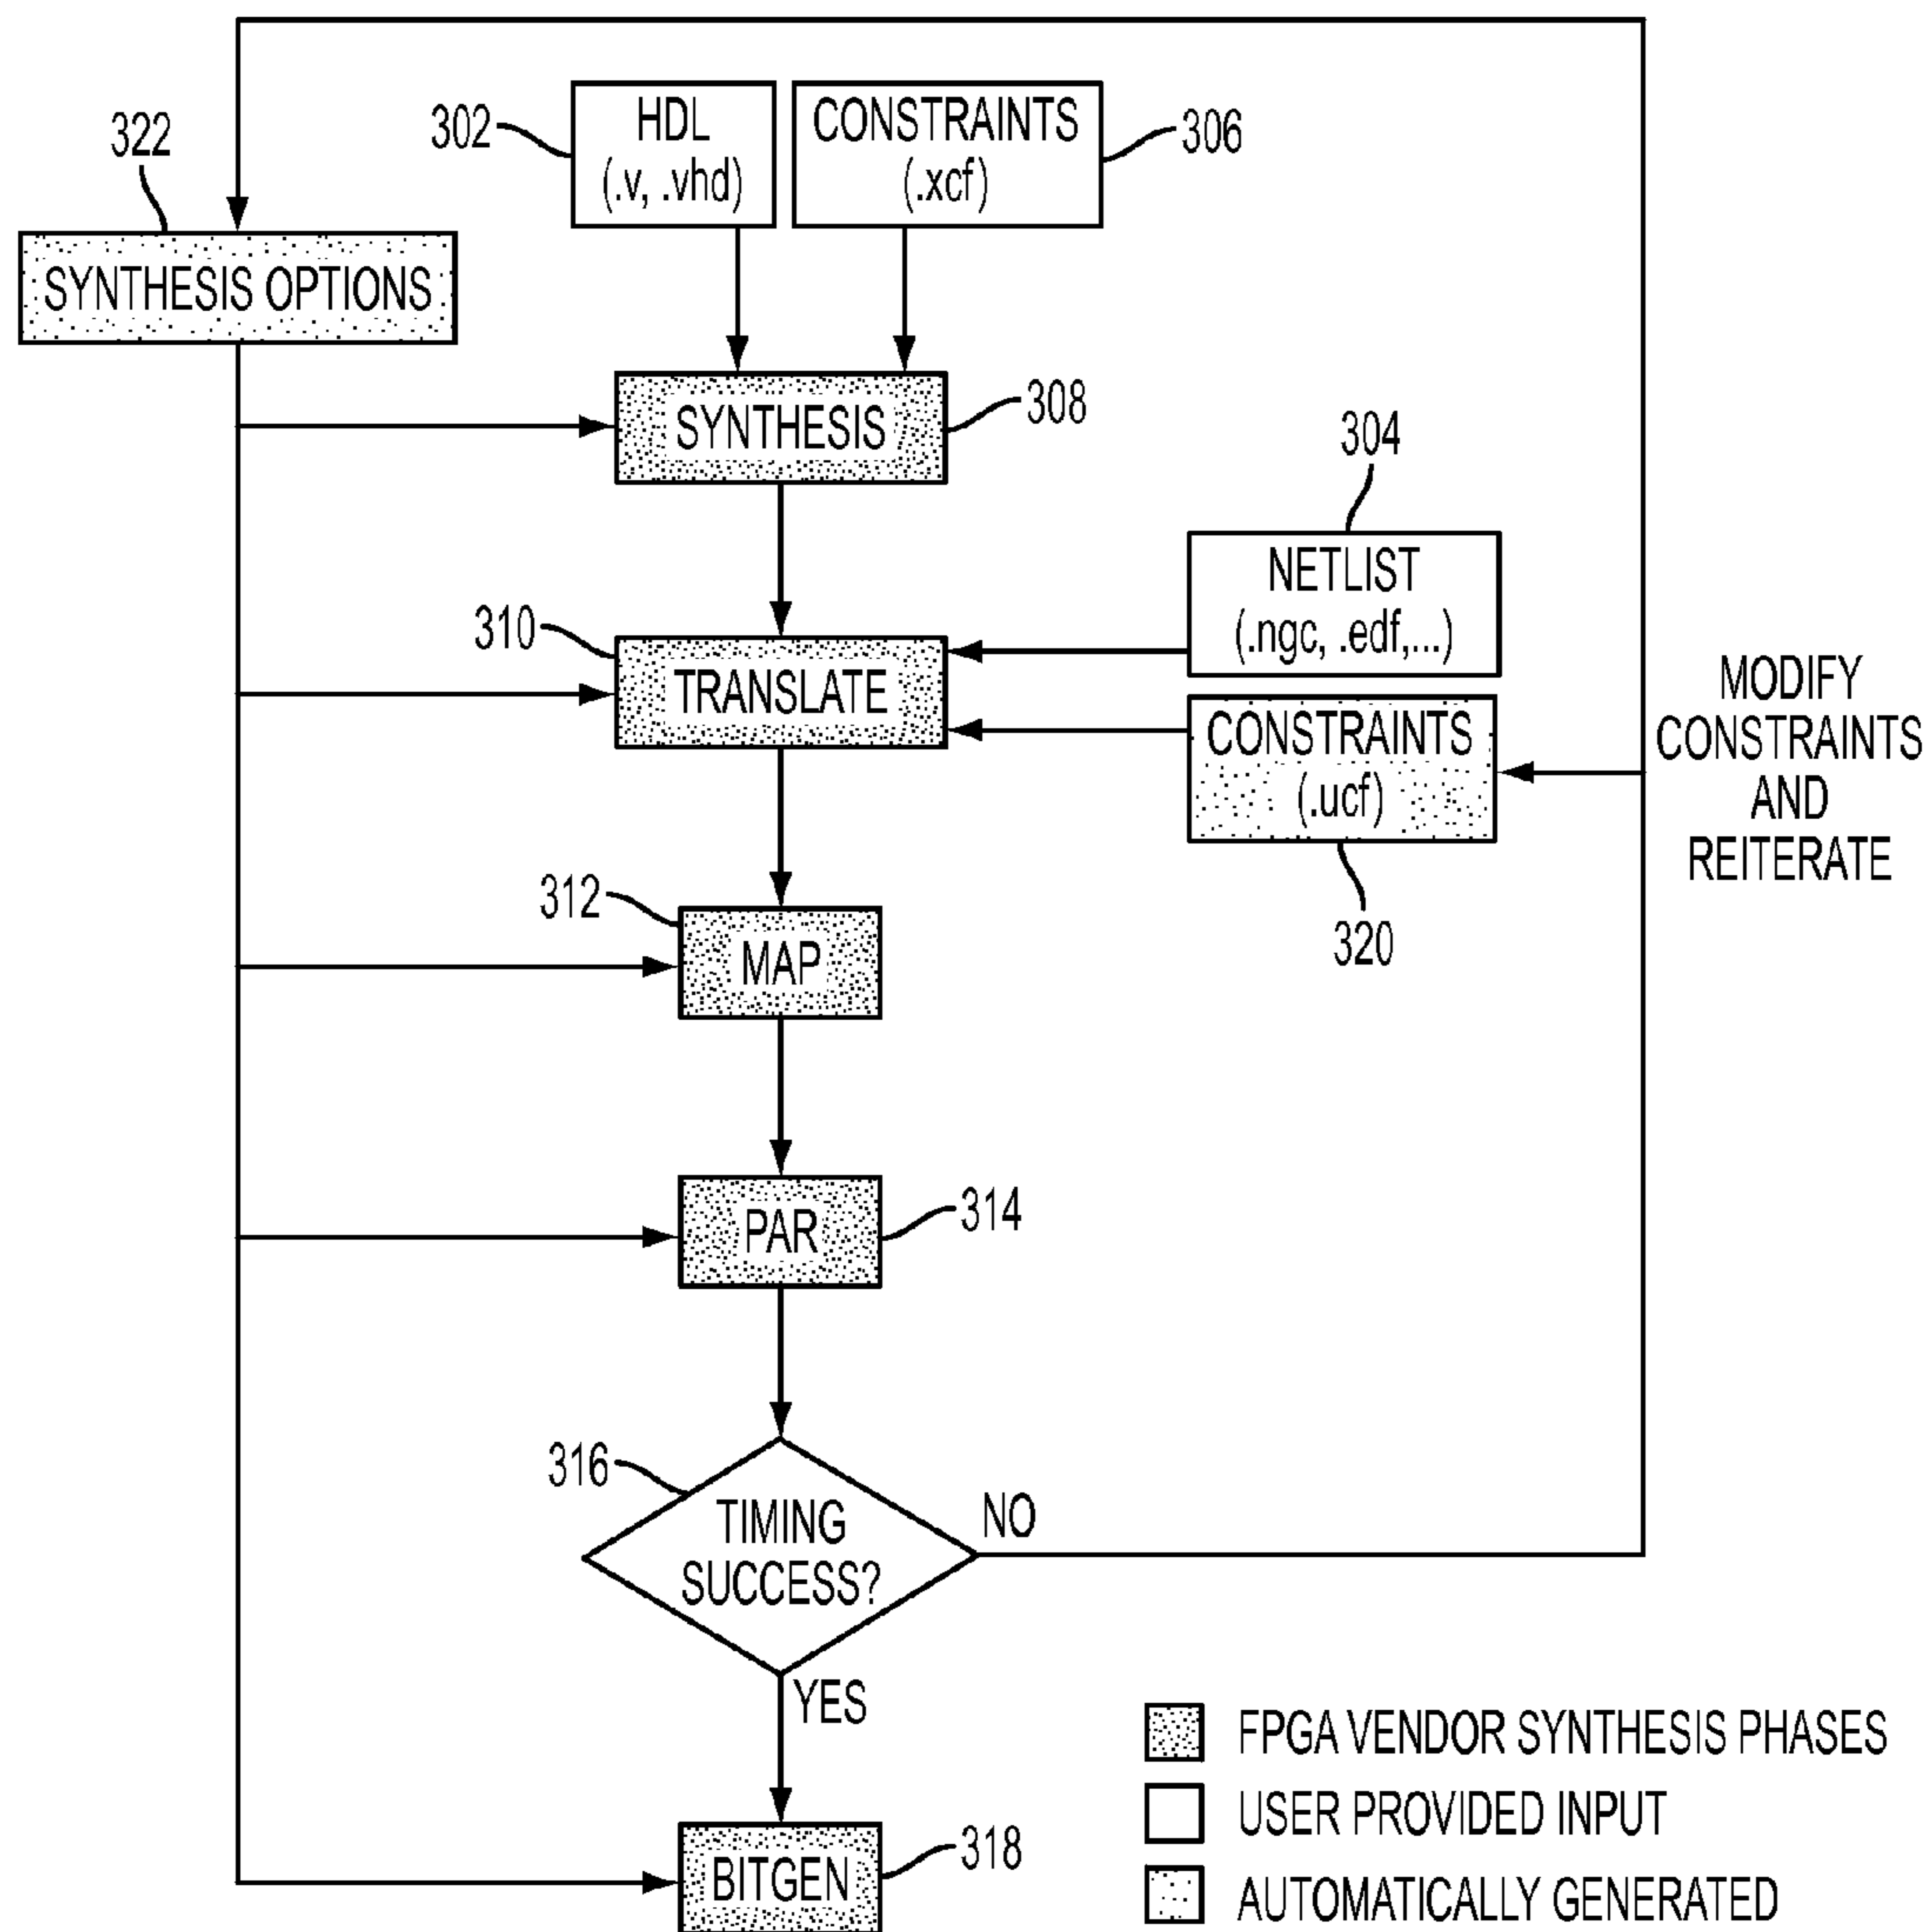 302
HDL
(.v, .vhd)
CONSTRAINTS
(.xcf)
306
322
SYNTHESIS OPTIONS
SYNTHESIS
308
304
NETLIST
(.ngc, .edf,...)
310
TRANSLATE
CONSTRAINTS
(.ucf)
320
MODIFY
CONSTRAINTS
AND
REITERATE
312
MAP
PAR
314
316
TIMING
SUCCESS?
NO
YES
BITGEN
318
FPGA VENDOR SYNTHESIS PHASES
USER PROVIDED INPUT
AUTOMATICALLY GENERATED